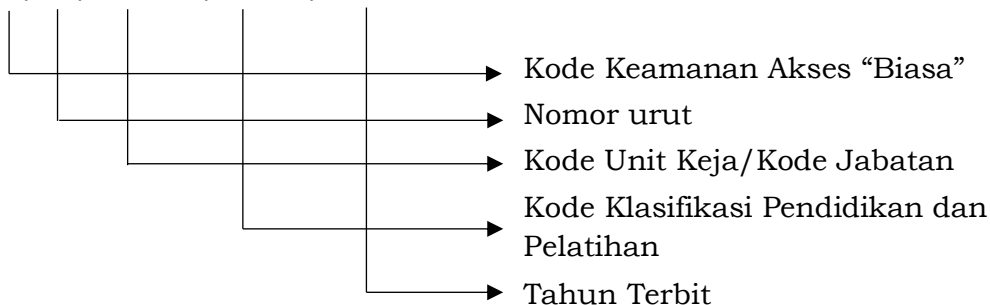 Kode Keamanan Akses “Biasa”
Nomor urut
Kode Unit Keja/Kode Jabatan
Kode Klasifikasi Pendidikan dan
Pelatihan
Tahun Terbit